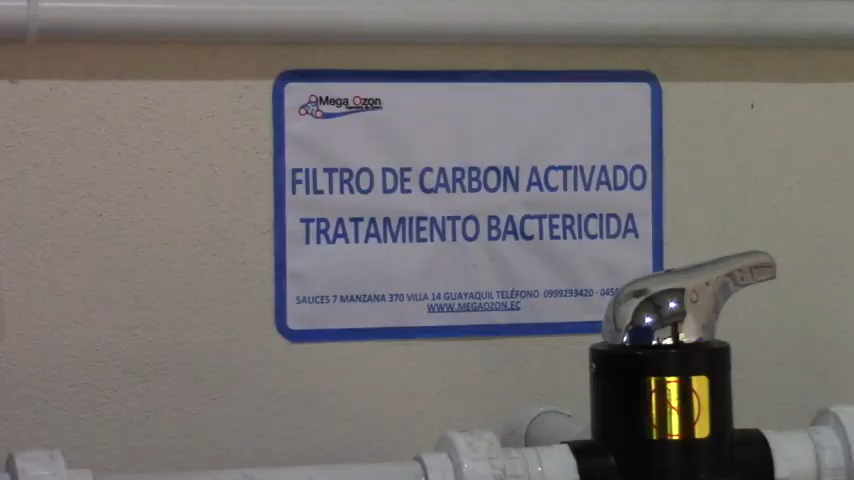 Mega Ozon
FILTRO DE CARBON ACTIVADO
TRATAMIENTO BACTERICIDA
SAUCES 7 MANZANA 370 VILLA 14 GUAYAQUIL TELÉFONO 0999293420 -
WWW.MEGAOZON.EC